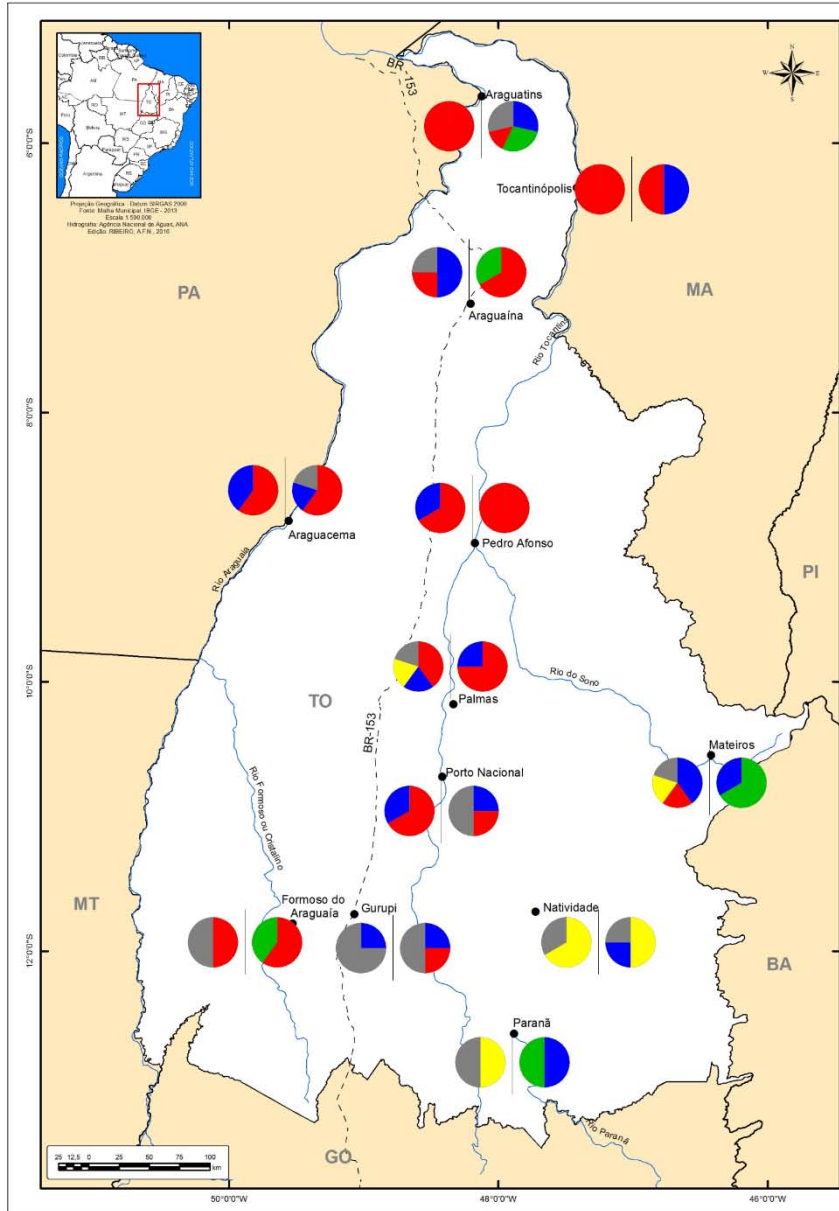 BR -153
N
W
E
S
Araguatins
6°0'0"S
Tocantinópolis
Projeção Geográfica - Datum SIRGAS 2000
Fonte: Malha Municipal, IBGE - 2013
Escala 1:590.000
Hidrografia: Agência Nacional de Águas, ANA.
Edição: RIBEIRO, A.F.N., 2016
PA
MA
Araguaína
Rio Tocantins
8°0'0"S
Araguacema
Pedro Afonso
Rio Araguaia
PI
10°0'0"S
TO
Rio do Sono
Palmas
BR-153
Mateiros
Porto Nacional
Rio Formoso ou Cristalino
MT
Formoso do
Araguaía
Gurupi
Natividade
12°0'0"S
BA
Paranã
Rio Paranã
GO
25 12,5 0 25 50 75 100
km
50°0'0"W
48°0'0"W
46°0'0"W